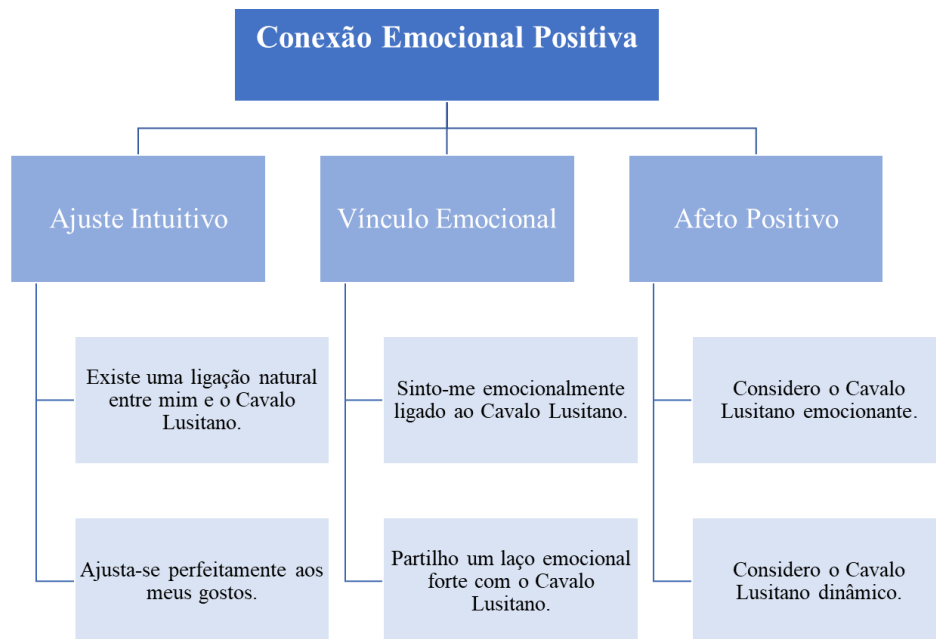 Conexão Emocional Positiva
Ajuste Intuitivo
Vínculo Emocional
Afeto Positivo
Existe uma ligação natural
entre mim e o Cavalo
Lusitano.
Sinto-me emocionalmente
ligado ao Cavalo Lusitano.
Considero o Cavalo
Lusitano emocionante.
Ajusta-se perfeitamente aos
meus gostos.
Partilho um laço emocional
forte com o Cavalo
Lusitano.
Considero o Cavalo
Lusitano dinâmico.